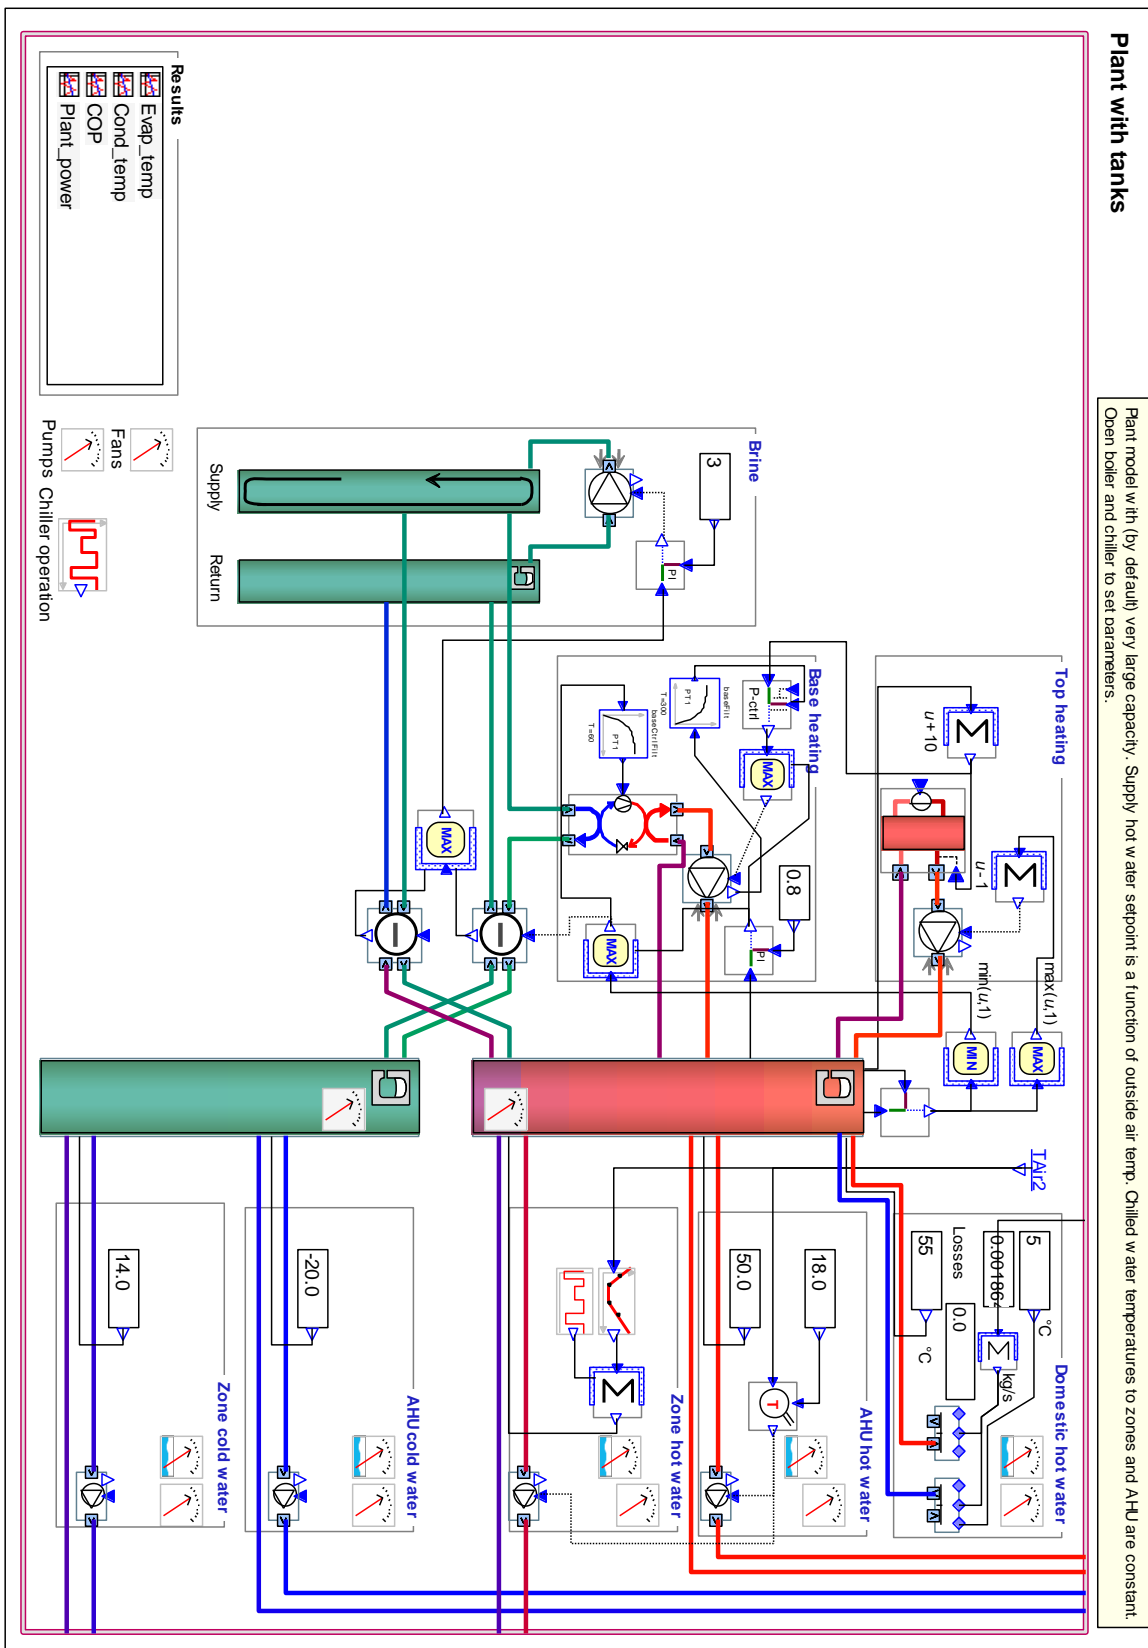 Plant with tanks
Plant model with (by default) very large capacity. Supply hot water setpoint is a function of outside air temp. Chilled water temperatures to zones and AHU are constant.
Open boiler and chiller to set parameters.
Results
Evap_temp
Cond_temp
COP
Plant_power
Fans
Pumps
Chiller operation
Brine
3
PI
Supply
Return
Top heating
u + 10
u - 1
max(u,1)
MAX
min(u,1)
MIN
Base heating
P-ctrl
MAX
baseFilt
PT1
T=300
baseCtrlFilt
PT1
T=60
0.8
PI
MAX
MAX
TAir2
Domestic hot water
5
°C
0.00186
kg/s
Losses
0.0
55
°C
AHU hot water
18.0
T
50.0
Zone hot water
AHU cold water
-20.0
Zone cold water
14.0